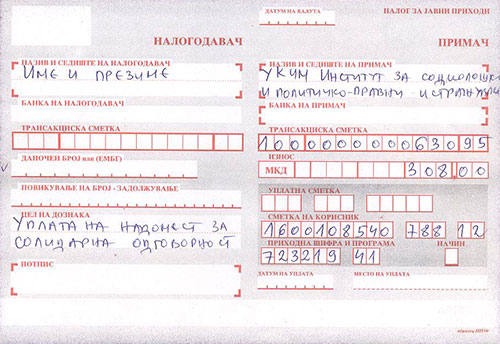 ДАТУМ НА ВАЛУТА
НАЛОГ ЗА ЈАВНИ ПРИХОДИ
НАЛОГОДАВАЧ
ПРИМАЧ
НАЗИВ И СЕДИШТЕ НА НАЛОГОДАВАЧ
ИМЕ И ПРЕЗИМЕ
БАНКА НА НАЛОГОДАВАЧ
ТРАНСАКЦИСКА СМЕТКА
ДАНОЧЕН БРОЈ или (ЕМБГ)
ПОВИКУВАЊЕ НА БРОЈ - ЗАДОЛЖУВАЊЕ
ЦЕЛ НА ДОЗНАКА
УПЛАТА НА НАДОМЕСТ ЗА
СОЛИДАРНА ОДГОВОРНОСТ
ПОТПИС
НАЗИВ И СЕДИШТЕ НА ПРИМАЧ
УКИМ ИНСТИТУТ ЗА СОЦИОЛОШКИ
И ПОЛИТИЧКО-ПРАВНИ ИСТРАЖУВАЊА
БАНКА НА ПРИМАЧ
ТРАНСАКЦИСКА СМЕТКА
100000000063095
ИЗНОС
МКД 308,00
УПЛАТНА СМЕТКА
СМЕТКА НА КОРИСНИК
1600108540 788 12
ПРИХОДНА ШИФРА И ПРОГРАМА
НАЧИН
723219 41
ДАТУМ НА УПЛАТА
МЕСТО НА УПЛАТА